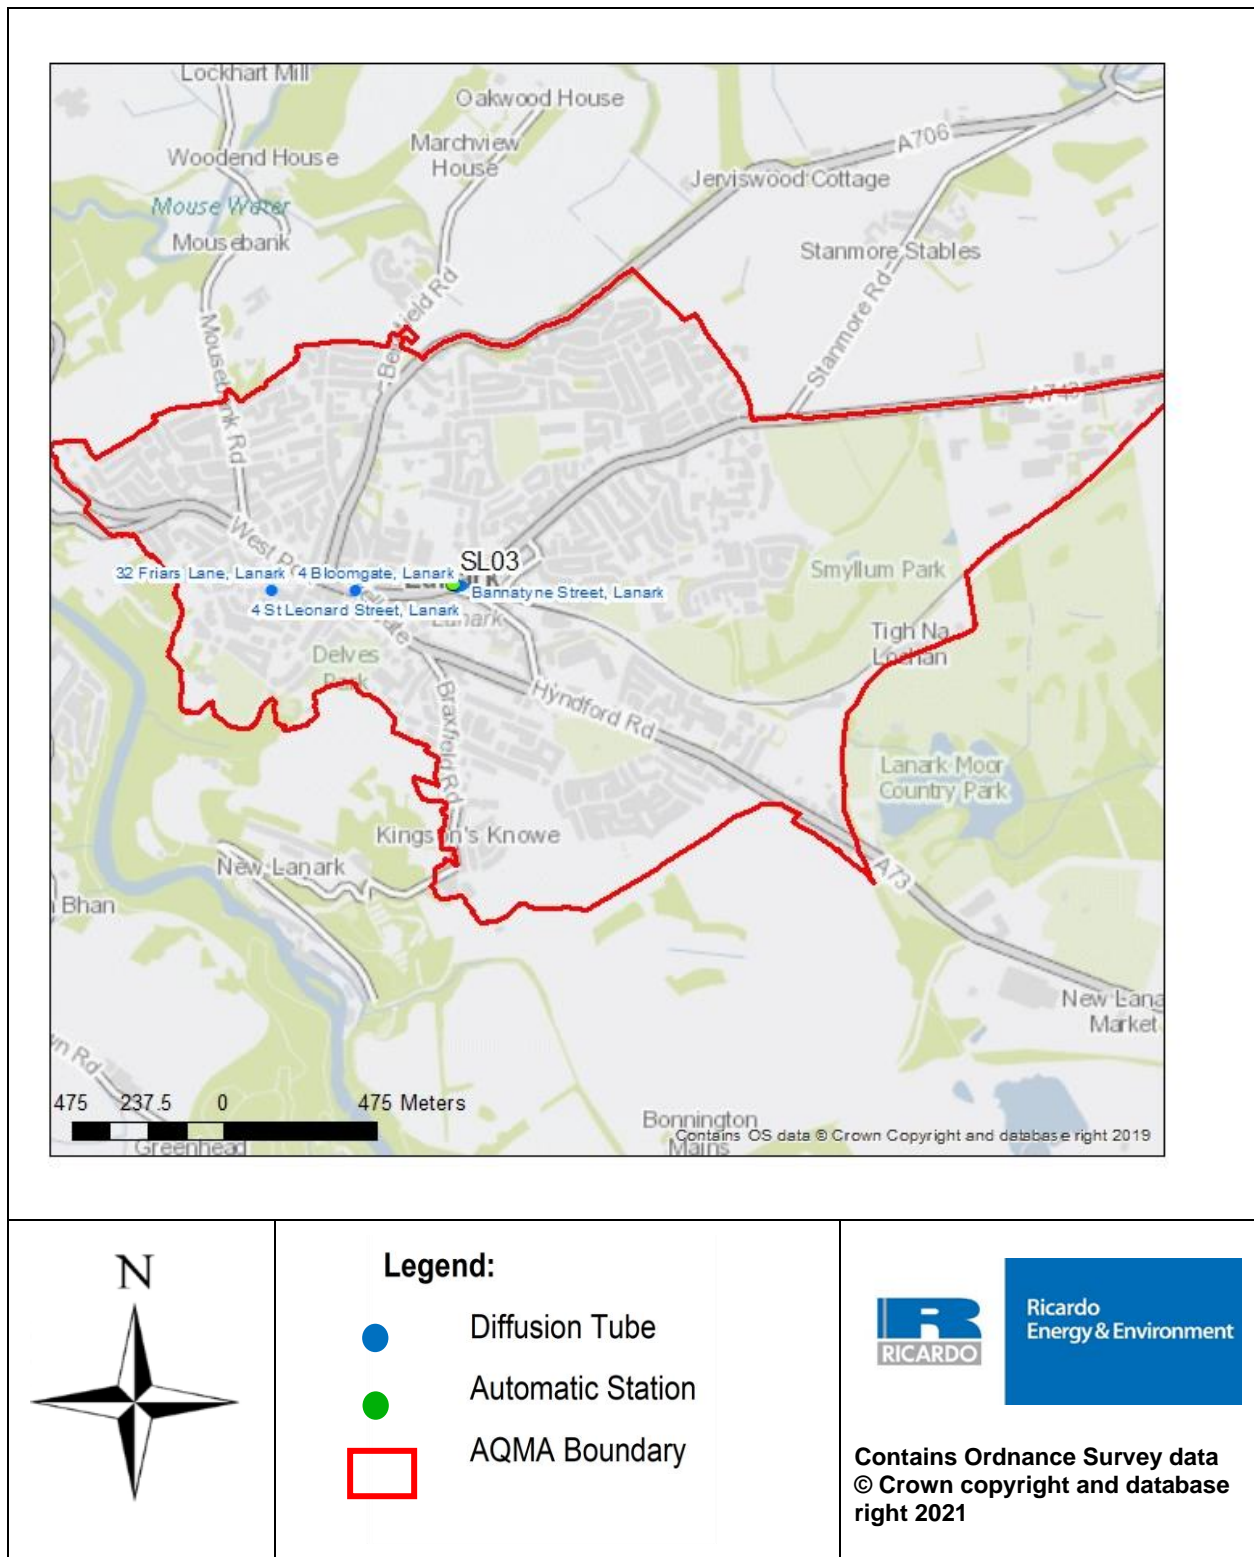 Lockhart Mill
Oakwood House
Marchview
House
A706
Woodend House
Jerviswood Cottage
Mouse Water
Mousebank
Stanmore Stables
Mousebank Rd
Stanmore Rd
A743
West Port
SL03
32 Friars Lane, Lanark
4 Bloomgate, Lanark
Lanark
Bannatyne Street, Lanark
4 St Leonard Street, Lanark
Lanark
Smyllum Park
Tigh Na
Lochan
Delves
Park
Hyndford Rd
Braxfield Rd
Lanark Moor
Country Park
Kingson's Knowe
New Lanark
A73
Bhan
New Lana
Market
wn Rd
475 237.5 0 475 Meters
Greenhead
Bonnington
Mains
Contains OS data © Crown Copyright and database right 2019
N
Legend:
Diffusion Tube
Automatic Station
AQMA Boundary
R
RICARDO
Ricardo
Energy & Environment
Contains Ordnance Survey data
© Crown copyright and database
right 2021